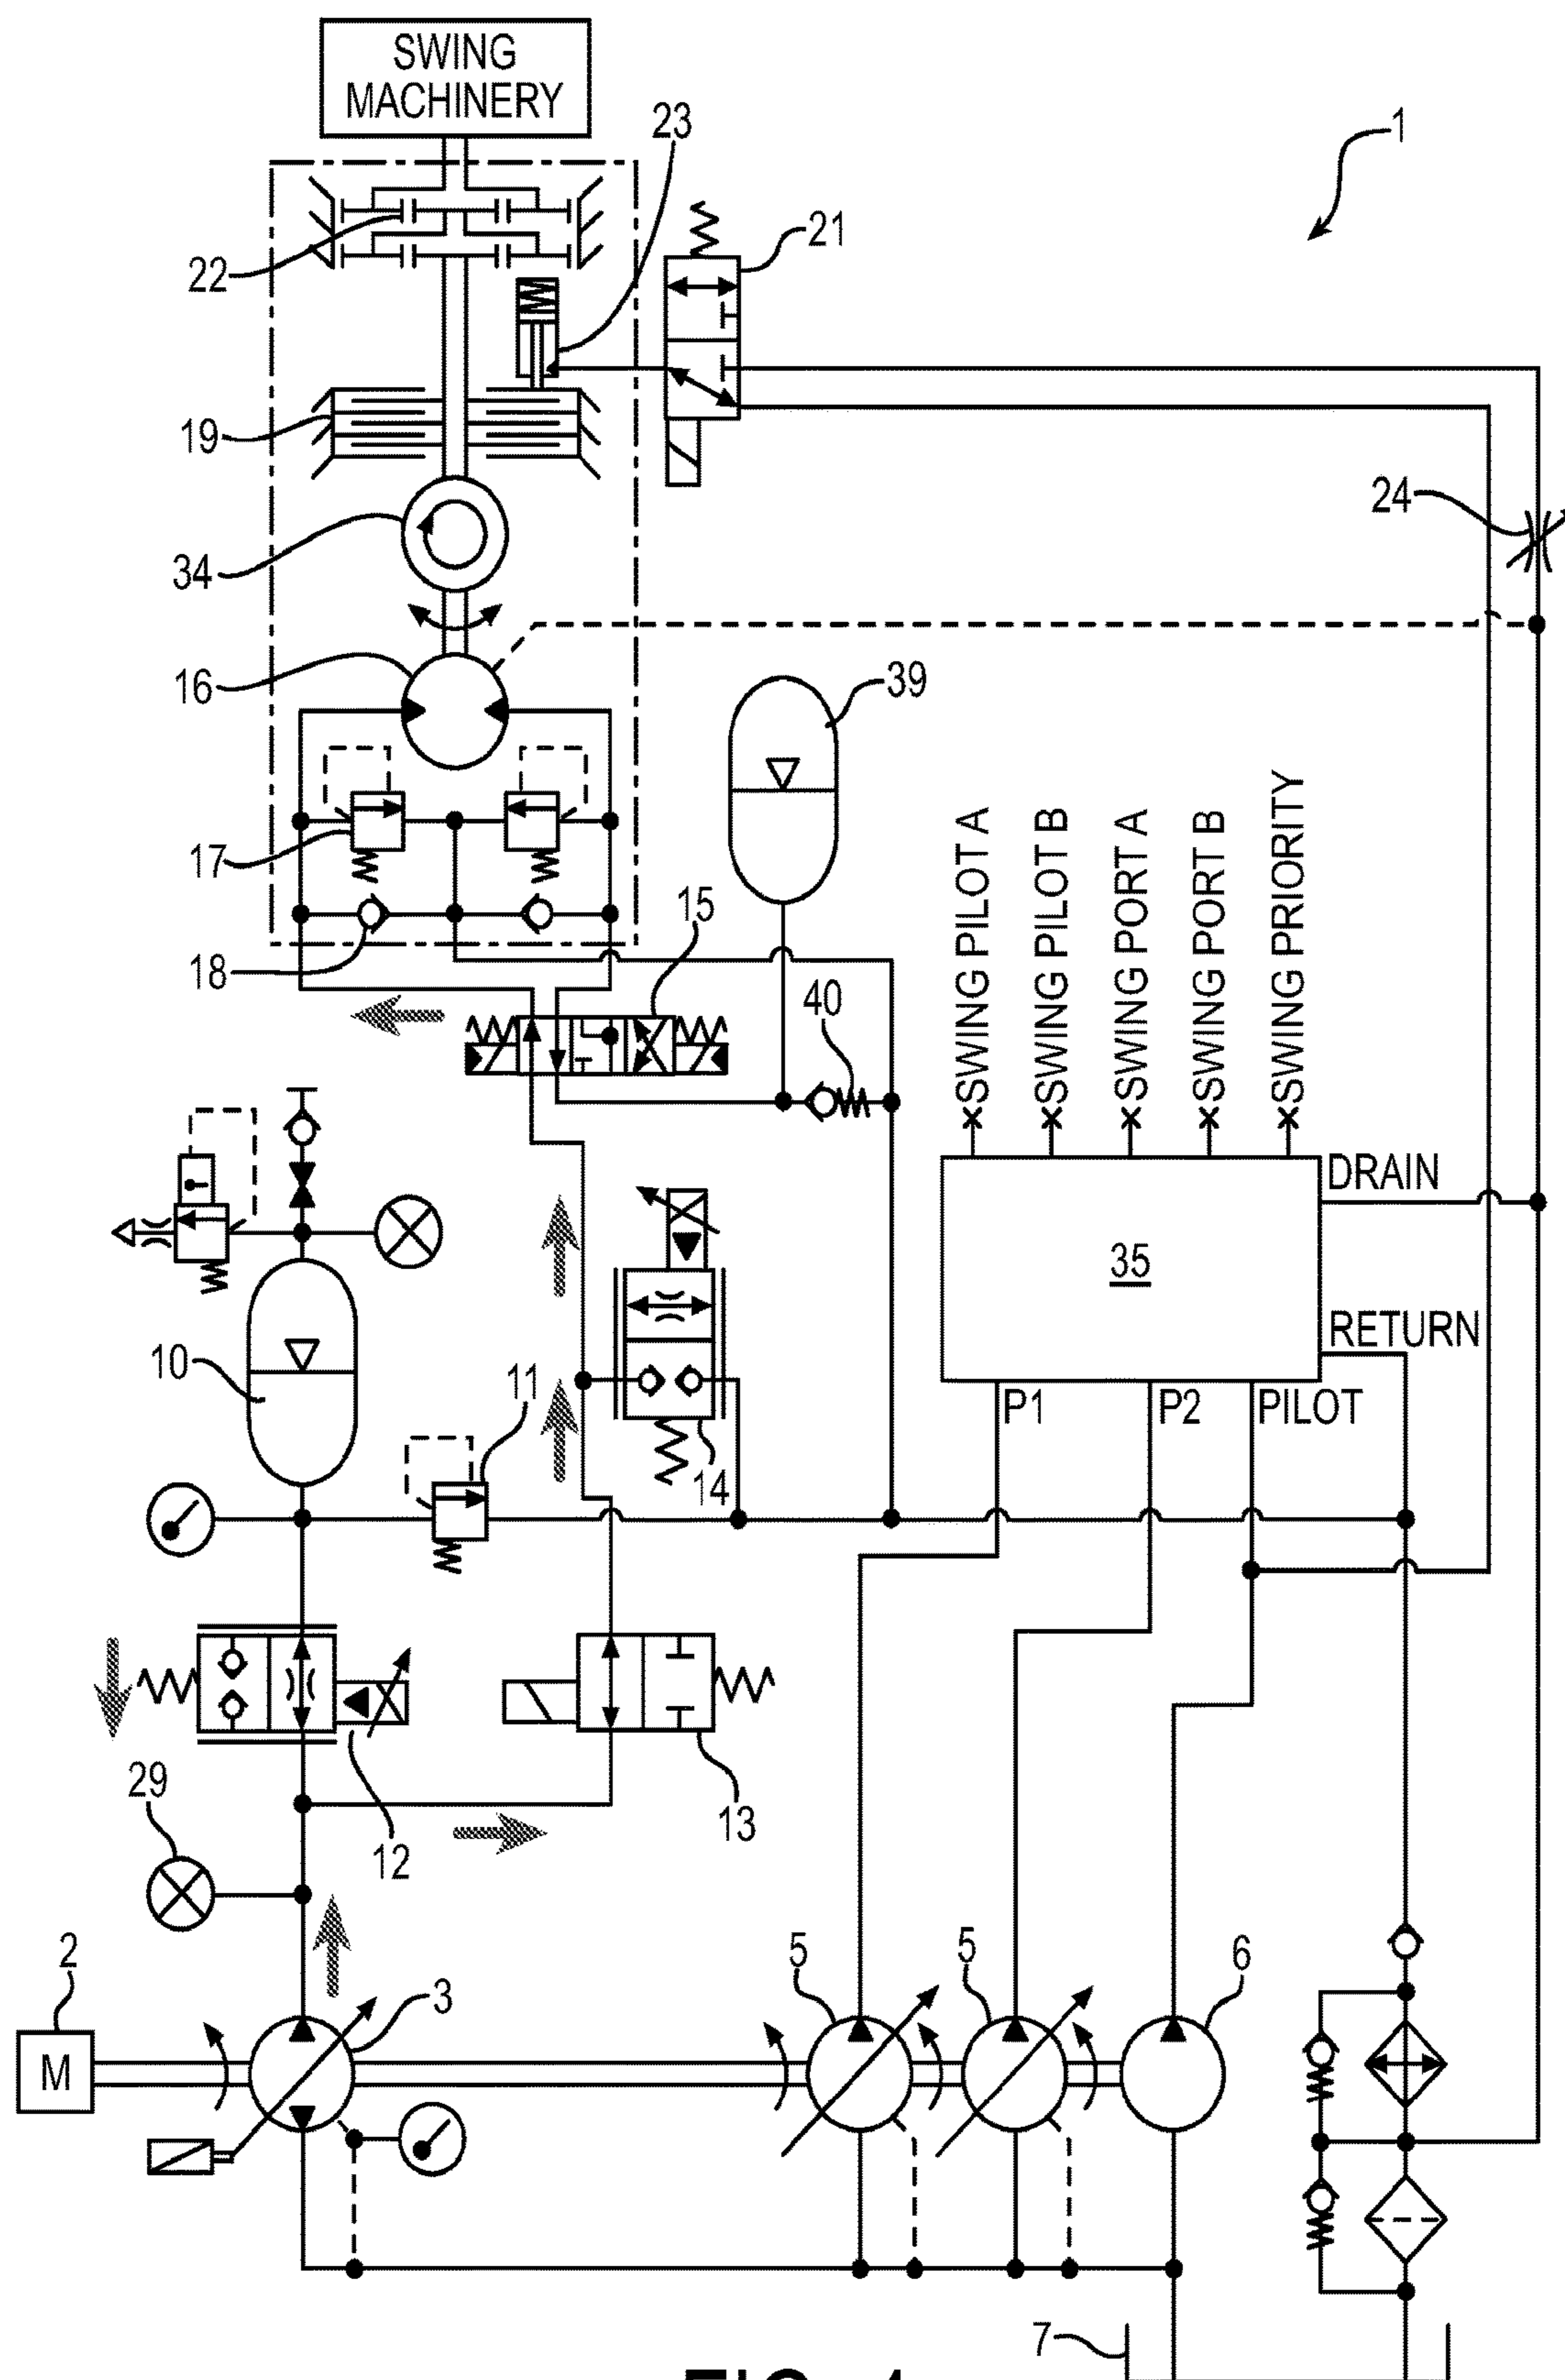 SWING
MACHINERY
23
1
21
22
19
24
34
16
39
17
SWING PILOT A
SWING PILOT B
SWING PORT A
SWING PORT B
SWING PRIORITY
15
18
40
DRAIN
35
RETURN
10
11
P1
P2
PILOT
14
29
12
13
2
3
5
5
6
M
7